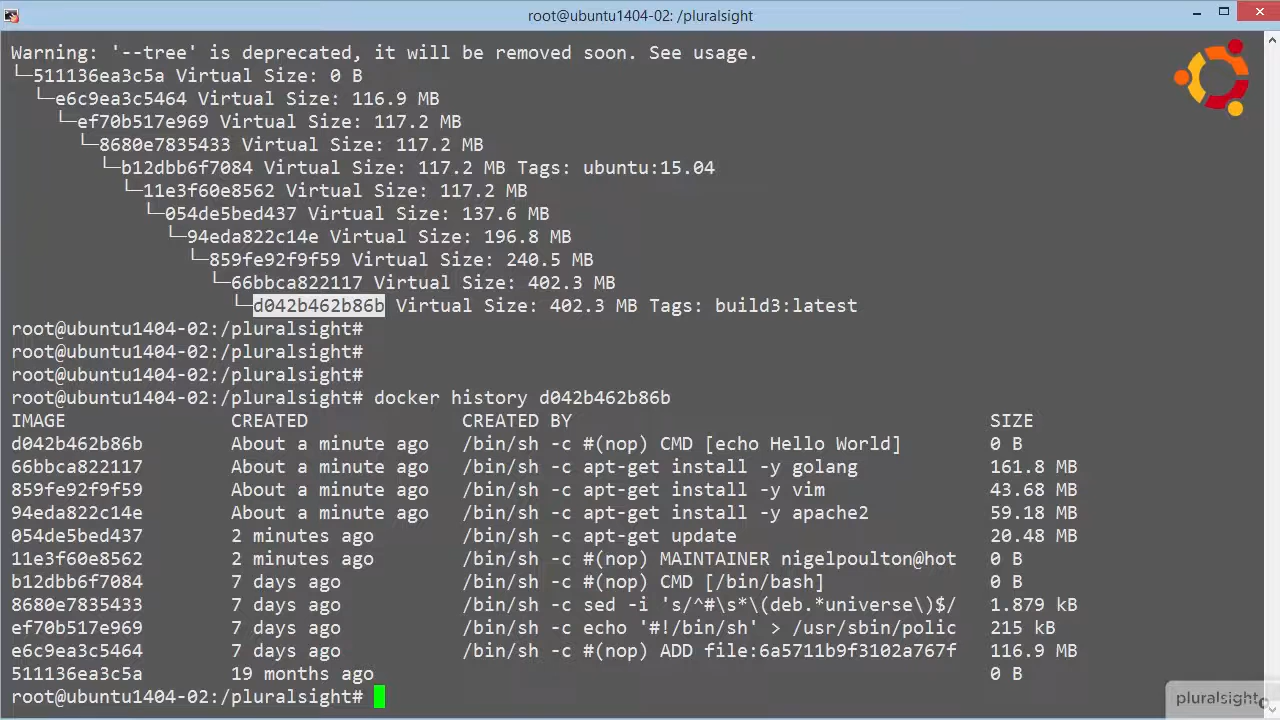 root@ubuntu1404-02: /pluralsight
Warning: '--tree' is deprecated, it will be removed soon. See usage.
└─511136ea3c5a Virtual Size: 0 B
└─e6c9ea3c5464 Virtual Size: 116.9 MB
└─ef70b517e969 Virtual Size: 117.2 MB
└─8680e7835433 Virtual Size: 117.2 MB
└─b12dbb6f7084 Virtual Size: 117.2 MB Tags: ubuntu:15.04
└─11e3f60e8562 Virtual Size: 117.2 MB
└─054de5bed437 Virtual Size: 137.6 MB
└─94eda822c14e Virtual Size: 196.8 MB
└─859fe92f9f59 Virtual Size: 240.5 MB
└─66bbca822117 Virtual Size: 402.3 MB
└─d042b462b86b Virtual Size: 402.3 MB Tags: build3:latest
root@ubuntu1404-02:/pluralsight#
root@ubuntu1404-02:/pluralsight#
root@ubuntu1404-02:/pluralsight#
root@ubuntu1404-02:/pluralsight# docker history d042b462b86b
IMAGE CREATED CREATED BY SIZE
d042b462b86b About a minute ago /bin/sh -c #(nop) CMD [echo Hello World] 0 B
66bbca822117 About a minute ago /bin/sh -c apt-get install -y golang 161.8 MB
859fe92f9f59 About a minute ago /bin/sh -c apt-get install -y vim 43.68 MB
94eda822c14e About a minute ago /bin/sh -c apt-get install -y apache2 59.18 MB
054de5bed437 2 minutes ago /bin/sh -c apt-get update 20.48 MB
11e3f60e8562 2 minutes ago /bin/sh -c #(nop) MAINTAINER nigelpoulton@hot 0 B
b12dbb6f7084 7 days ago /bin/sh -c #(nop) CMD [/bin/bash] 0 B
8680e7835433 7 days ago /bin/sh -c sed -i 's/^#\s*\(deb.*universe\)$/ 1.879 kB
ef70b517e969 7 days ago /bin/sh -c echo '#!/bin/sh' > /usr/sbin/polic 215 kB
e6c9ea3c5464 7 days ago /bin/sh -c #(nop) ADD file:6a5711b9f3102a767f 116.9 MB
511136ea3c5a 19 months ago 0 B
root@ubuntu1404-02:/pluralsight#
pluralsight